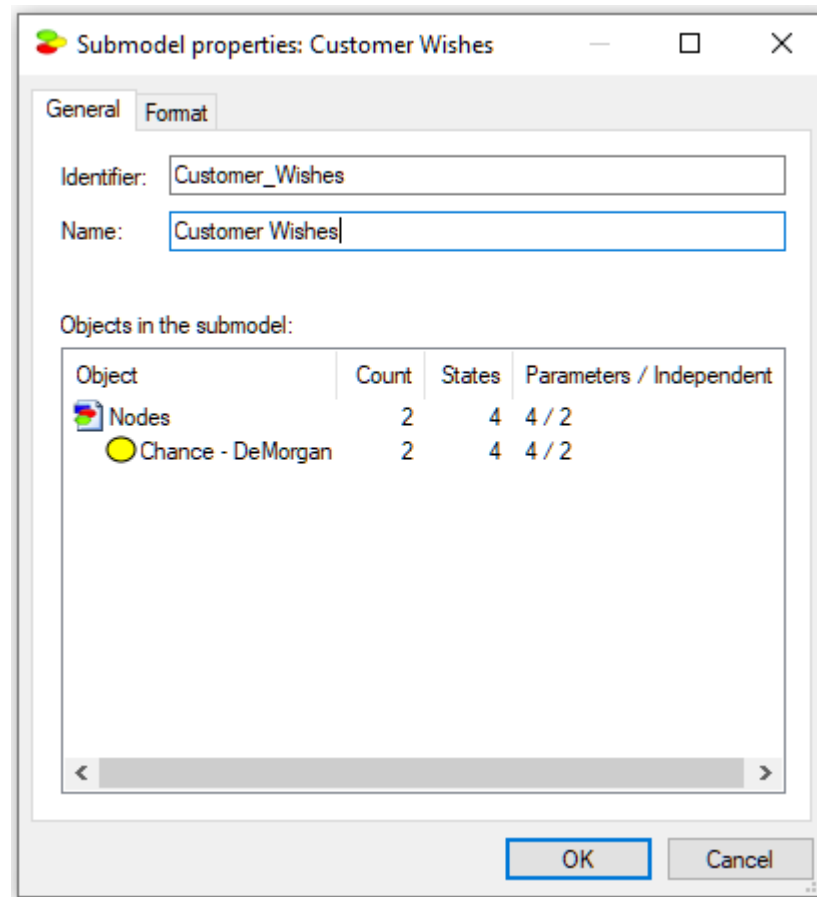 Submodel properties: Customer Wishes
General Format
Identifier: Customer_Wishes
Name: Customer Wishes
Objects in the submodel:
Object Count States Parameters / Independent
Nodes 2 4 4 / 2
Chance - DeMorgan 2 4 4 / 2
OK Cancel